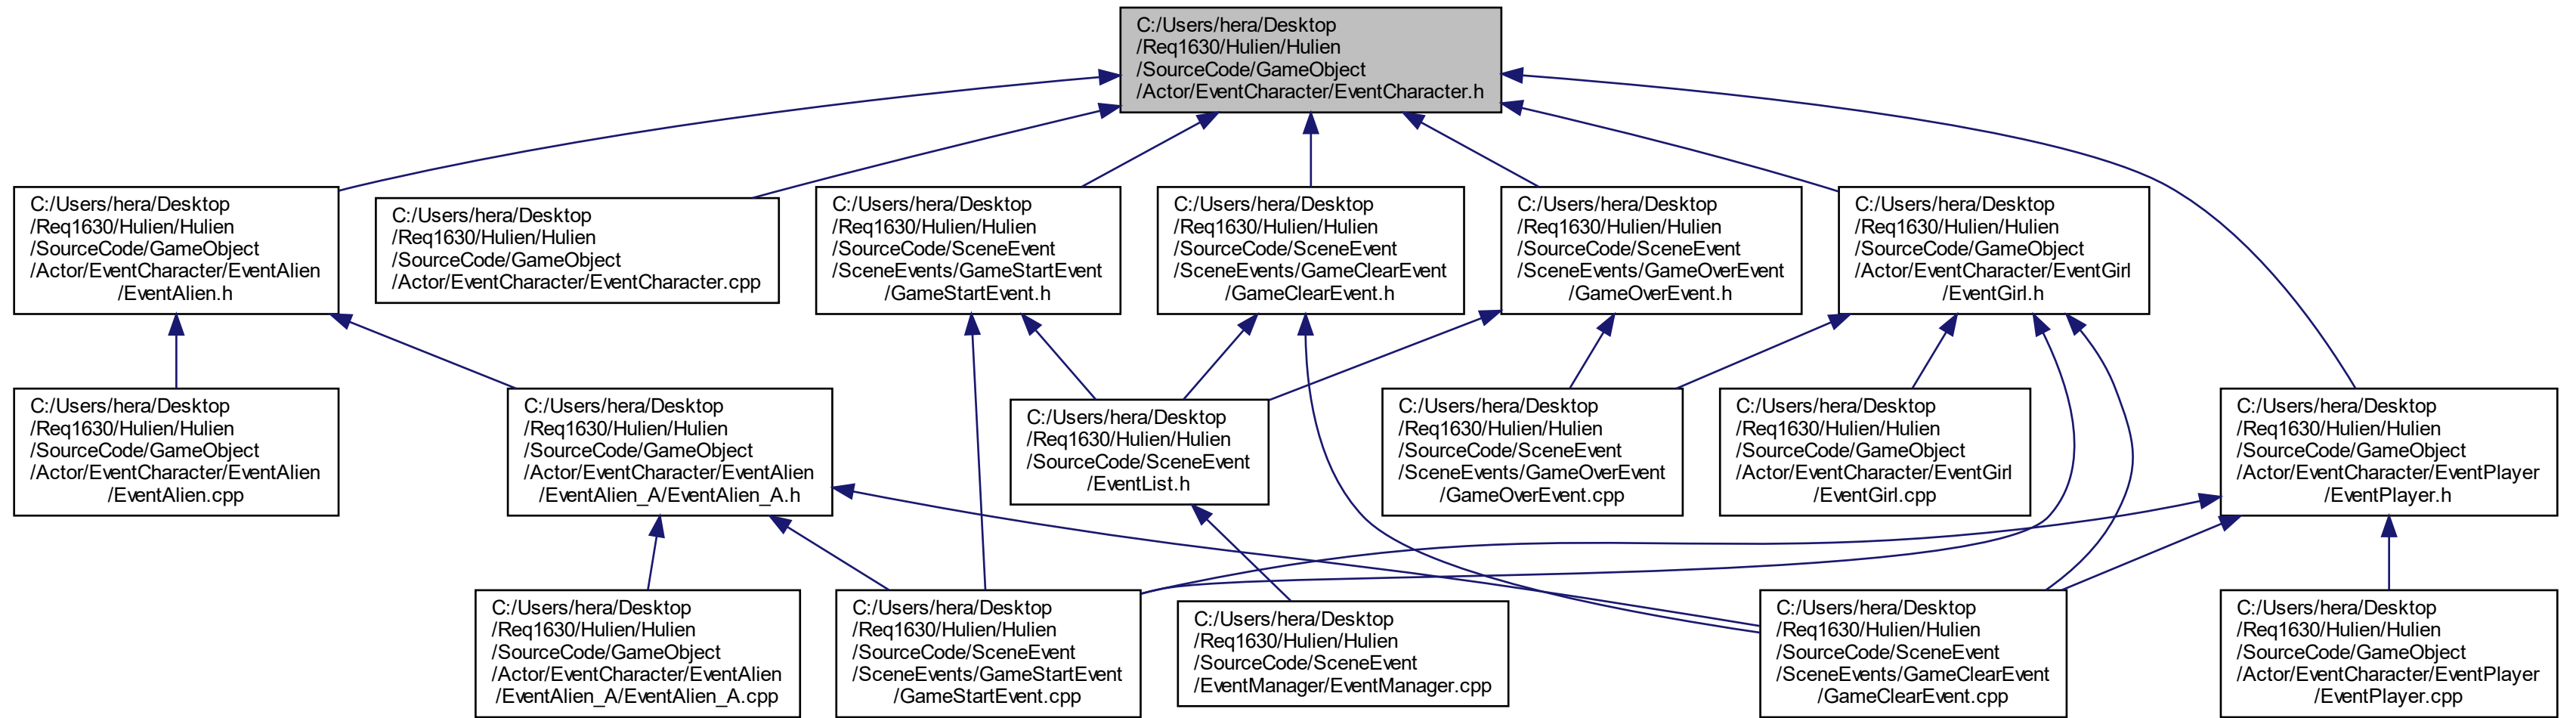 C:/Users/hera/Desktop
/Req1630/Hulien/Hulien
/SourceCode/GameObject
/Actor/EventCharacter/EventCharacter.h
C:/Users/hera/Desktop
/Req1630/Hulien/Hulien
/SourceCode/GameObject
/Actor/EventCharacter/EventAlien
/EventAlien.h
C:/Users/hera/Desktop
/Req1630/Hulien/Hulien
/SourceCode/GameObject
/Actor/EventCharacter/EventCharacter.cpp
C:/Users/hera/Desktop
/Req1630/Hulien/Hulien
/SourceCode/SceneEvent
/SceneEvents/GameStartEvent
/GameStartEvent.h
C:/Users/hera/Desktop
/Req1630/Hulien/Hulien
/SourceCode/SceneEvent
/SceneEvents/GameClearEvent
/GameClearEvent.h
C:/Users/hera/Desktop
/Req1630/Hulien/Hulien
/SourceCode/SceneEvent
/SceneEvents/GameOverEvent
/GameOverEvent.h
C:/Users/hera/Desktop
/Req1630/Hulien/Hulien
/SourceCode/GameObject
/Actor/EventCharacter/EventGirl
/EventGirl.h
C:/Users/hera/Desktop
/Req1630/Hulien/Hulien
/SourceCode/GameObject
/Actor/EventCharacter/EventAlien
/EventAlien.cpp
C:/Users/hera/Desktop
/Req1630/Hulien/Hulien
/SourceCode/GameObject
/Actor/EventCharacter/EventAlien
/EventAlien_A/EventAlien_A.h
C:/Users/hera/Desktop
/Req1630/Hulien/Hulien
/SourceCode/SceneEvent
/EventList.h
C:/Users/hera/Desktop
/Req1630/Hulien/Hulien
/SourceCode/SceneEvent
/SceneEvents/GameOverEvent
/GameOverEvent.cpp
C:/Users/hera/Desktop
/Req1630/Hulien/Hulien
/SourceCode/GameObject
/Actor/EventCharacter/EventGirl
/EventGirl.cpp
C:/Users/hera/Desktop
/Req1630/Hulien/Hulien
/SourceCode/GameObject
/Actor/EventCharacter/EventPlayer
/EventPlayer.h
C:/Users/hera/Desktop
/Req1630/Hulien/Hulien
/SourceCode/GameObject
/Actor/EventCharacter/EventAlien
/EventAlien_A/EventAlien_A.cpp
C:/Users/hera/Desktop
/Req1630/Hulien/Hulien
/SourceCode/SceneEvent
/SceneEvents/GameStartEvent
/GameStartEvent.cpp
C:/Users/hera/Desktop
/Req1630/Hulien/Hulien
/SourceCode/SceneEvent
/EventManager/EventManager.cpp
C:/Users/hera/Desktop
/Req1630/Hulien/Hulien
/SourceCode/SceneEvent
/SceneEvents/GameClearEvent
/GameClearEvent.cpp
C:/Users/hera/Desktop
/Req1630/Hulien/Hulien
/SourceCode/GameObject
/Actor/EventCharacter/EventPlayer
/EventPlayer.cpp